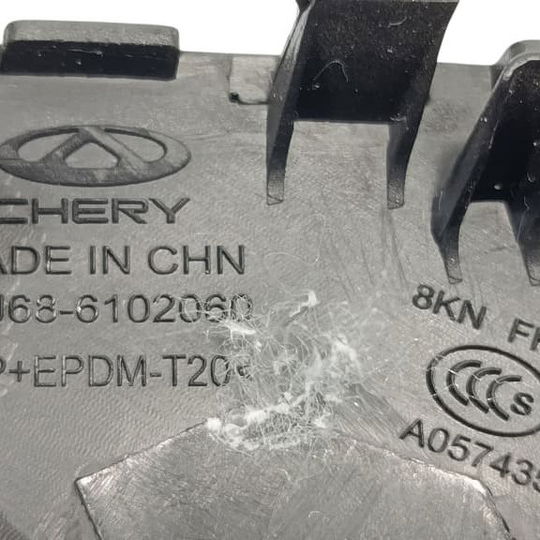 CHERY
ADE IN CHN
J68-6102060
P+EPDM-T20
8KN F
S
A057435